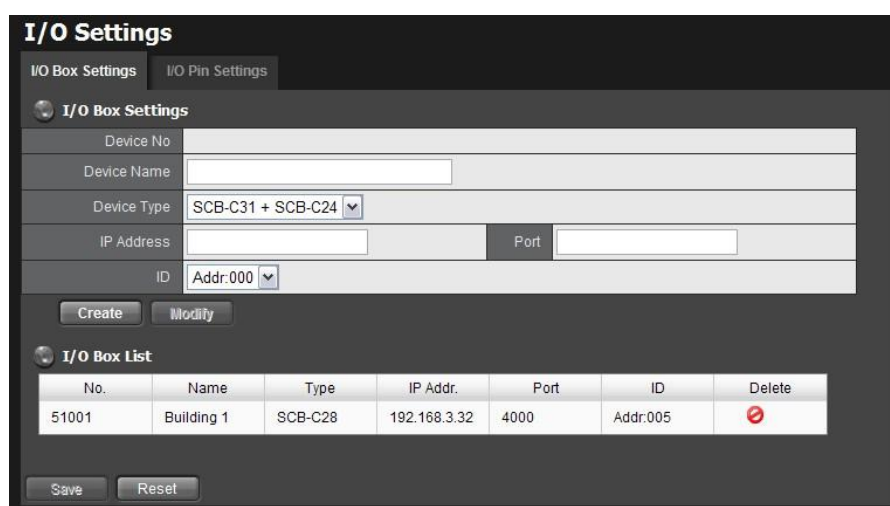 I/O Settings
I/O Box Settings I/O Pin Settings
I/O Box Settings
Device No
Device Name
Device Type SCB-C31 + SCB-C24
IP Address Port
ID Addr:000
Create Modify
I/O Box List
No. Name Type IP Addr. Port ID Delete
51001 Building 1 SCB-C28 192.168.3.32 4000 Addr:005
Save Reset